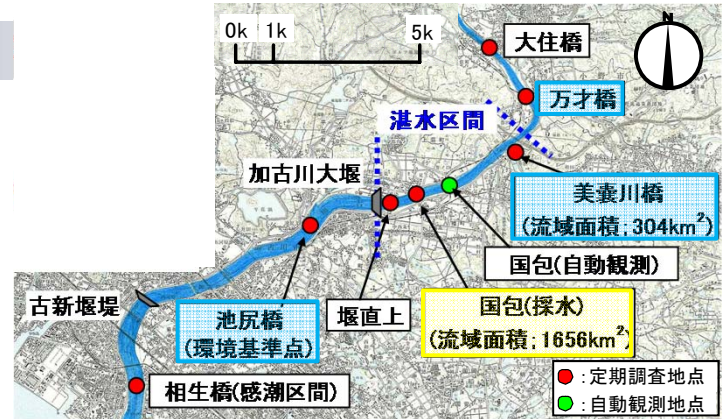 0k 1k 5k
N
大住橋
万才橋
湛水区間
加古川大堰
美嚢川橋
(流域面積;304km²)
国包(自動観測)
古新堰堤
池尻橋
(環境基準点)
堰直上
国包(採水)
(流域面積;1656km²)
相生橋(感潮区間)
:定期調査地点
:自動観測地点